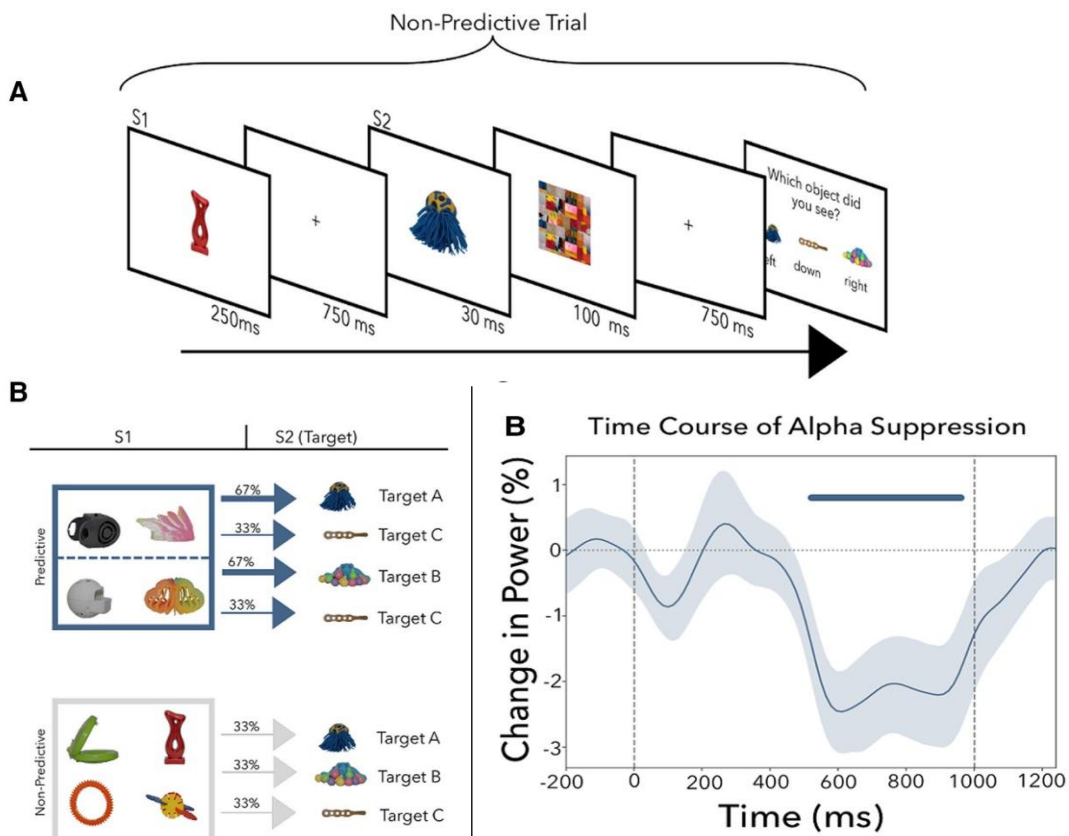 Non-Predictive Trial
A
S1
S2
Which object did
you see?
eft
down
right
250ms
750 ms
30 ms
100 ms
750 ms
B
S1
S2 (Target)
Predictive
67%
Target A
33%
Target C
67%
Target B
33%
Target C
Non-Predictive
33%
Target A
33%
Target B
33%
Target C
B
Time Course of Alpha Suppression
Change in Power (%)
1
0
-1
-2
-3
-200
0
200
400
600
800
1000
1200
Time (ms)